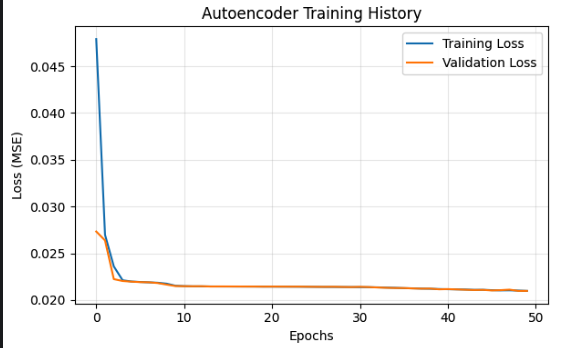 Autoencoder Training History
Training Loss
Validation Loss
0.045
0.040
0.035
0.030
0.025
0.020
Loss (MSE)
0 10 20 30 40 50
Epochs